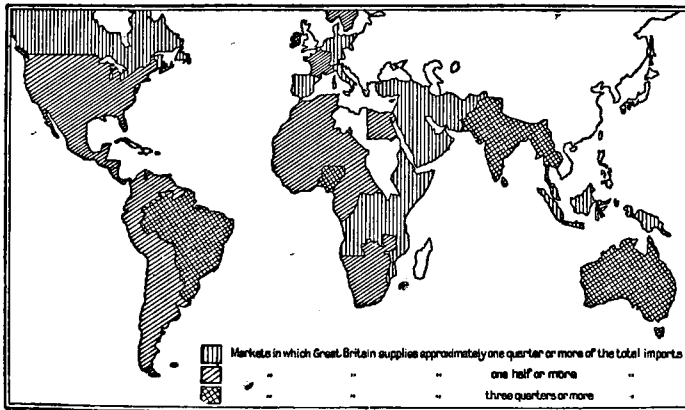 Markets in which Great Britain supplies approximately one quarter or more of the total imports
" " " one half or more "
" " " three quarters or more "